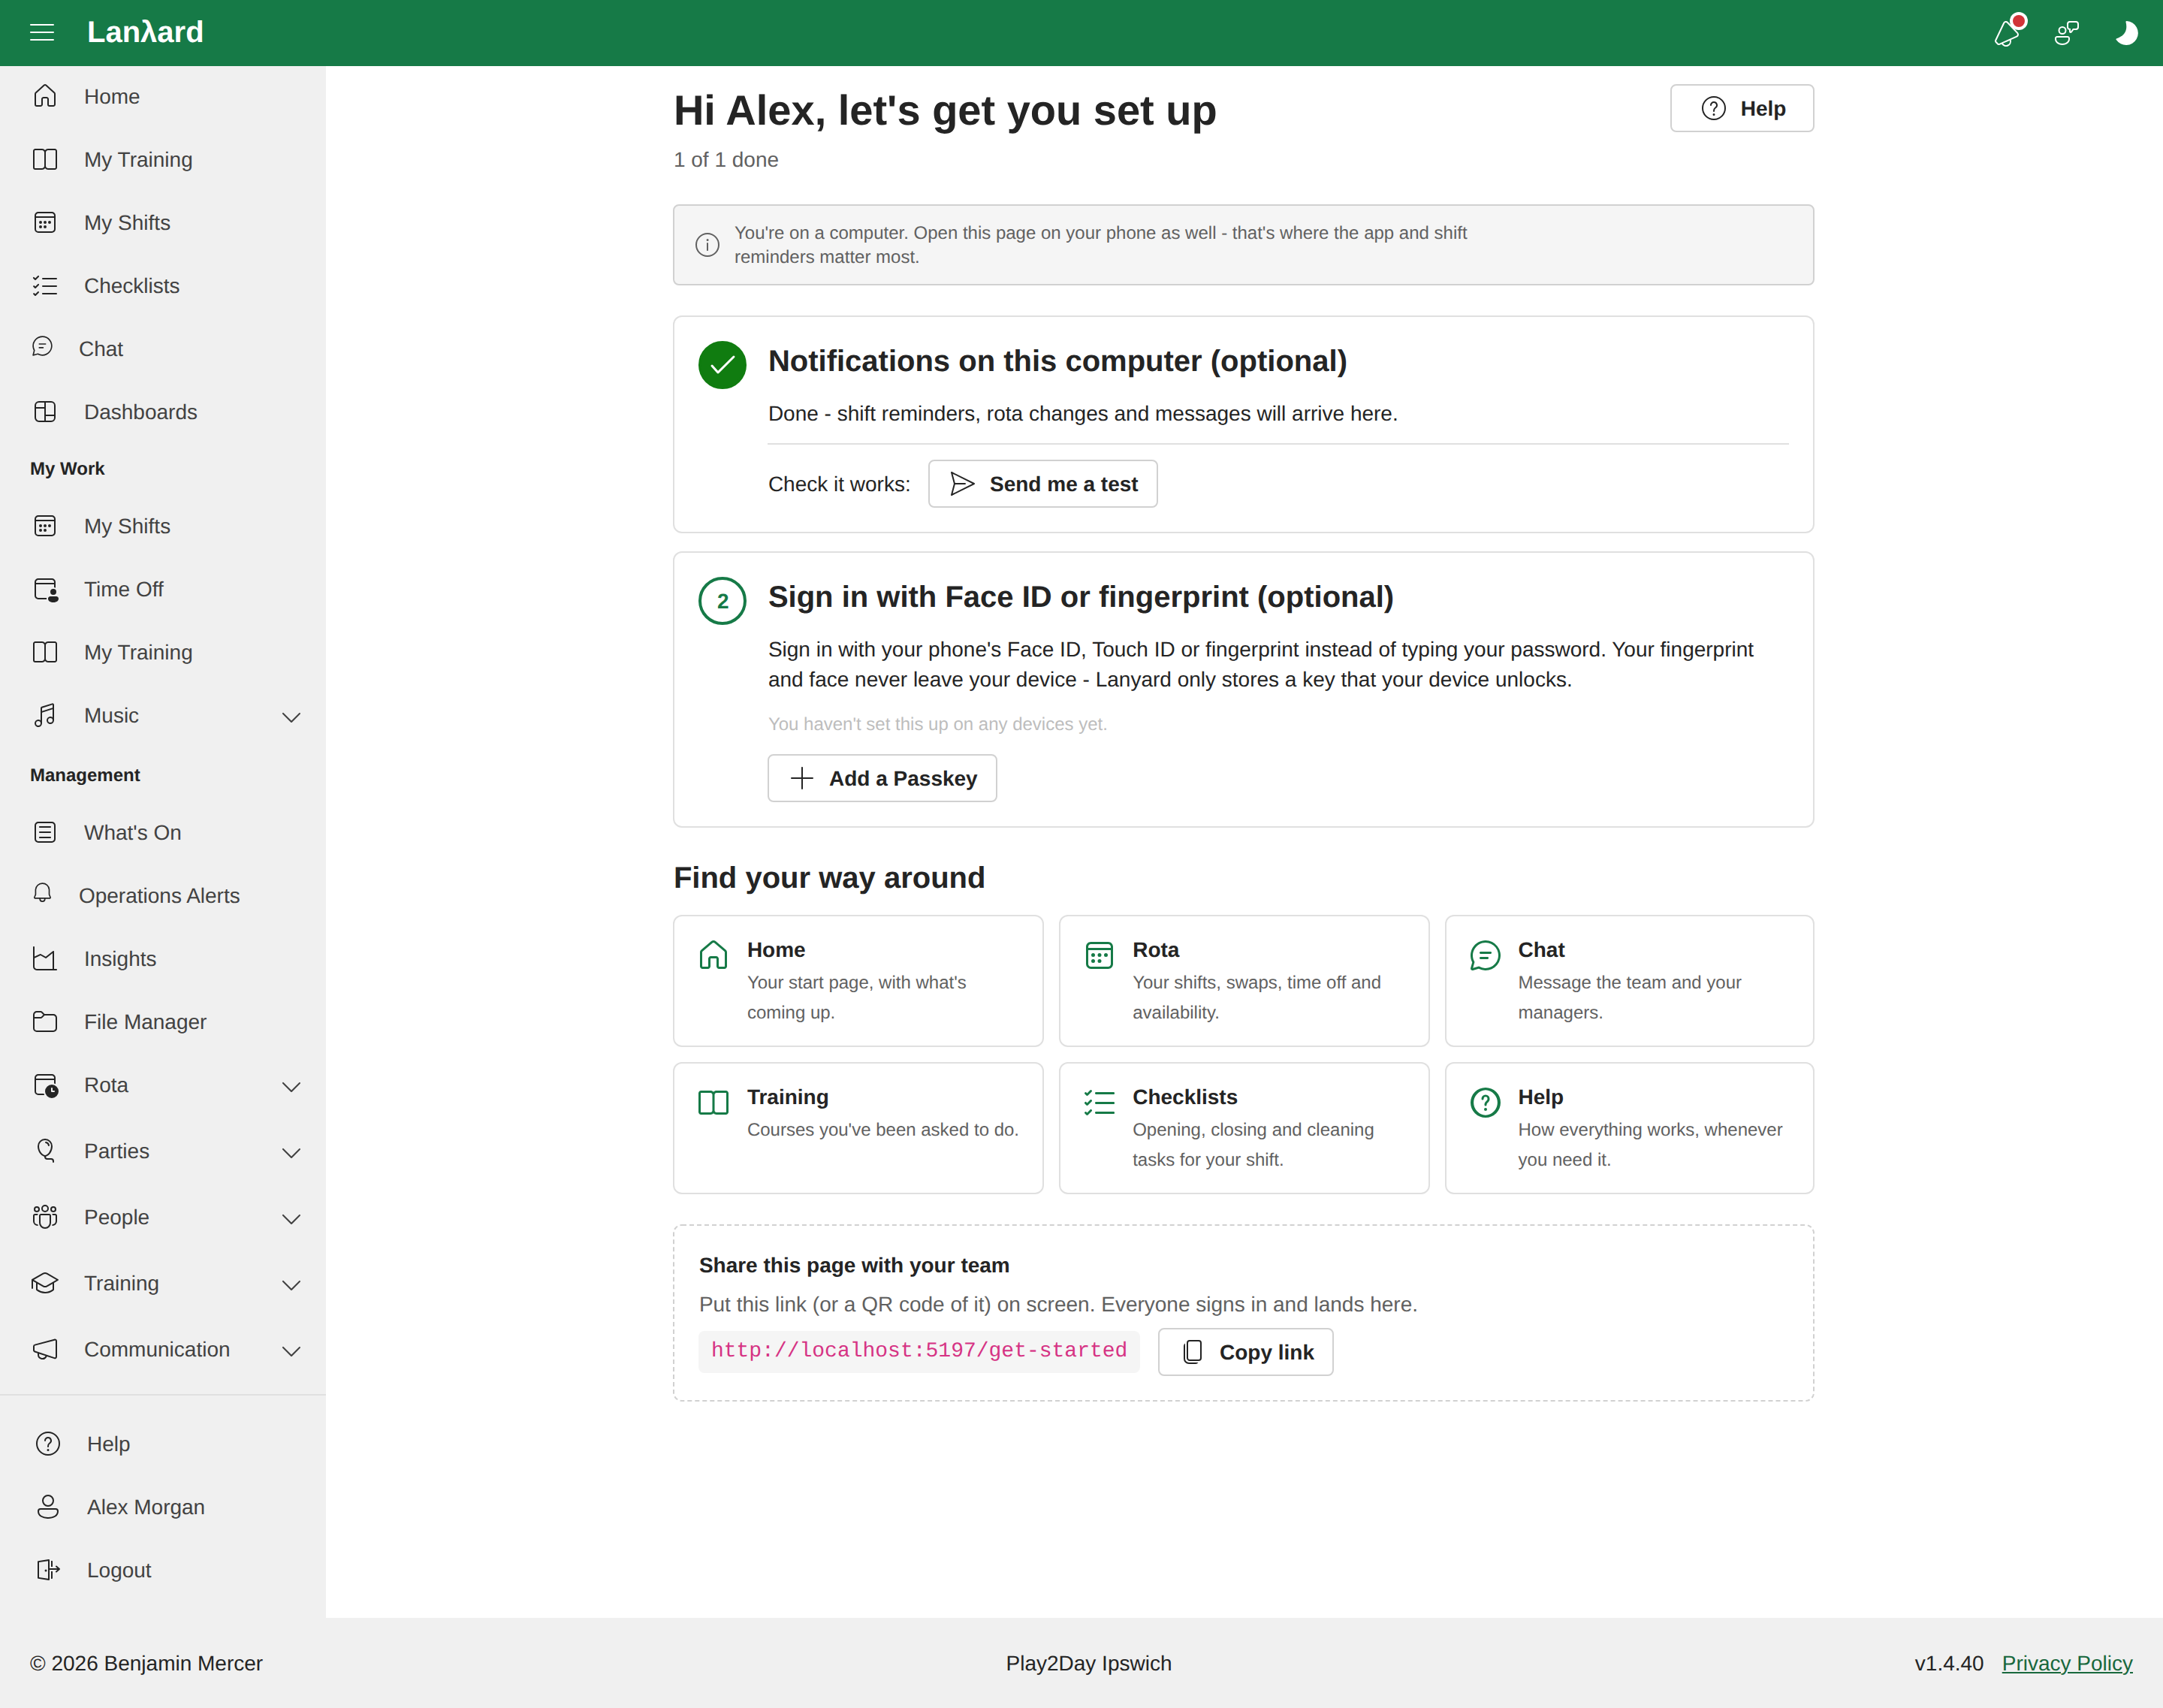 Lanλard
Home
My Training
My Shifts
Checklists
Chat
Dashboards
My Work
My Shifts
Time Off
My Training
Music
Management
What's On
Operations Alerts
Insights
File Manager
Rota
Parties
People
Training
Communication
Help
Alex Morgan
Logout
Hi Alex, let's get you set up
Help
1 of 1 done
You're on a computer. Open this page on your phone as well - that's where the app and shift
reminders matter most.
Notifications on this computer (optional)
Done - shift reminders, rota changes and messages will arrive here.
Check it works:
Send me a test
2
Sign in with Face ID or fingerprint (optional)
Sign in with your phone's Face ID, Touch ID or fingerprint instead of typing your password. Your fingerprint
and face never leave your device - Lanyard only stores a key that your device unlocks.
You haven't set this up on any devices yet.
Add a Passkey
Find your way around
Home
Your start page, with what's
coming up.
Rota
Your shifts, swaps, time off and
availability.
Chat
Message the team and your
managers.
Training
Courses you've been asked to do.
Checklists
Opening, closing and cleaning
tasks for your shift.
Help
How everything works, whenever
you need it.
Share this page with your team
Put this link (or a QR code of it) on screen. Everyone signs in and lands here.
http://localhost:5197/get-started
Copy link
© 2026 Benjamin Mercer
Play2Day Ipswich
v1.4.40 Privacy Policy